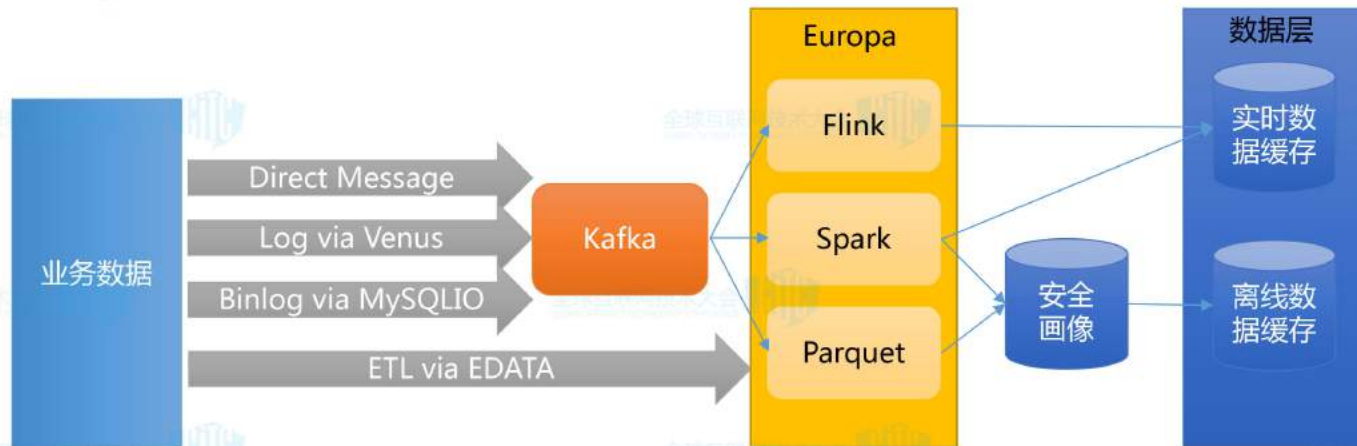 Europa
数据层
Flink
实时数
据缓存
Direct Message
Log via Venus
Kafka
Spark
业务数据
Binlog via MySQLIO
安全
画像
离线数
据缓存
Parquet
ETL via EDATA